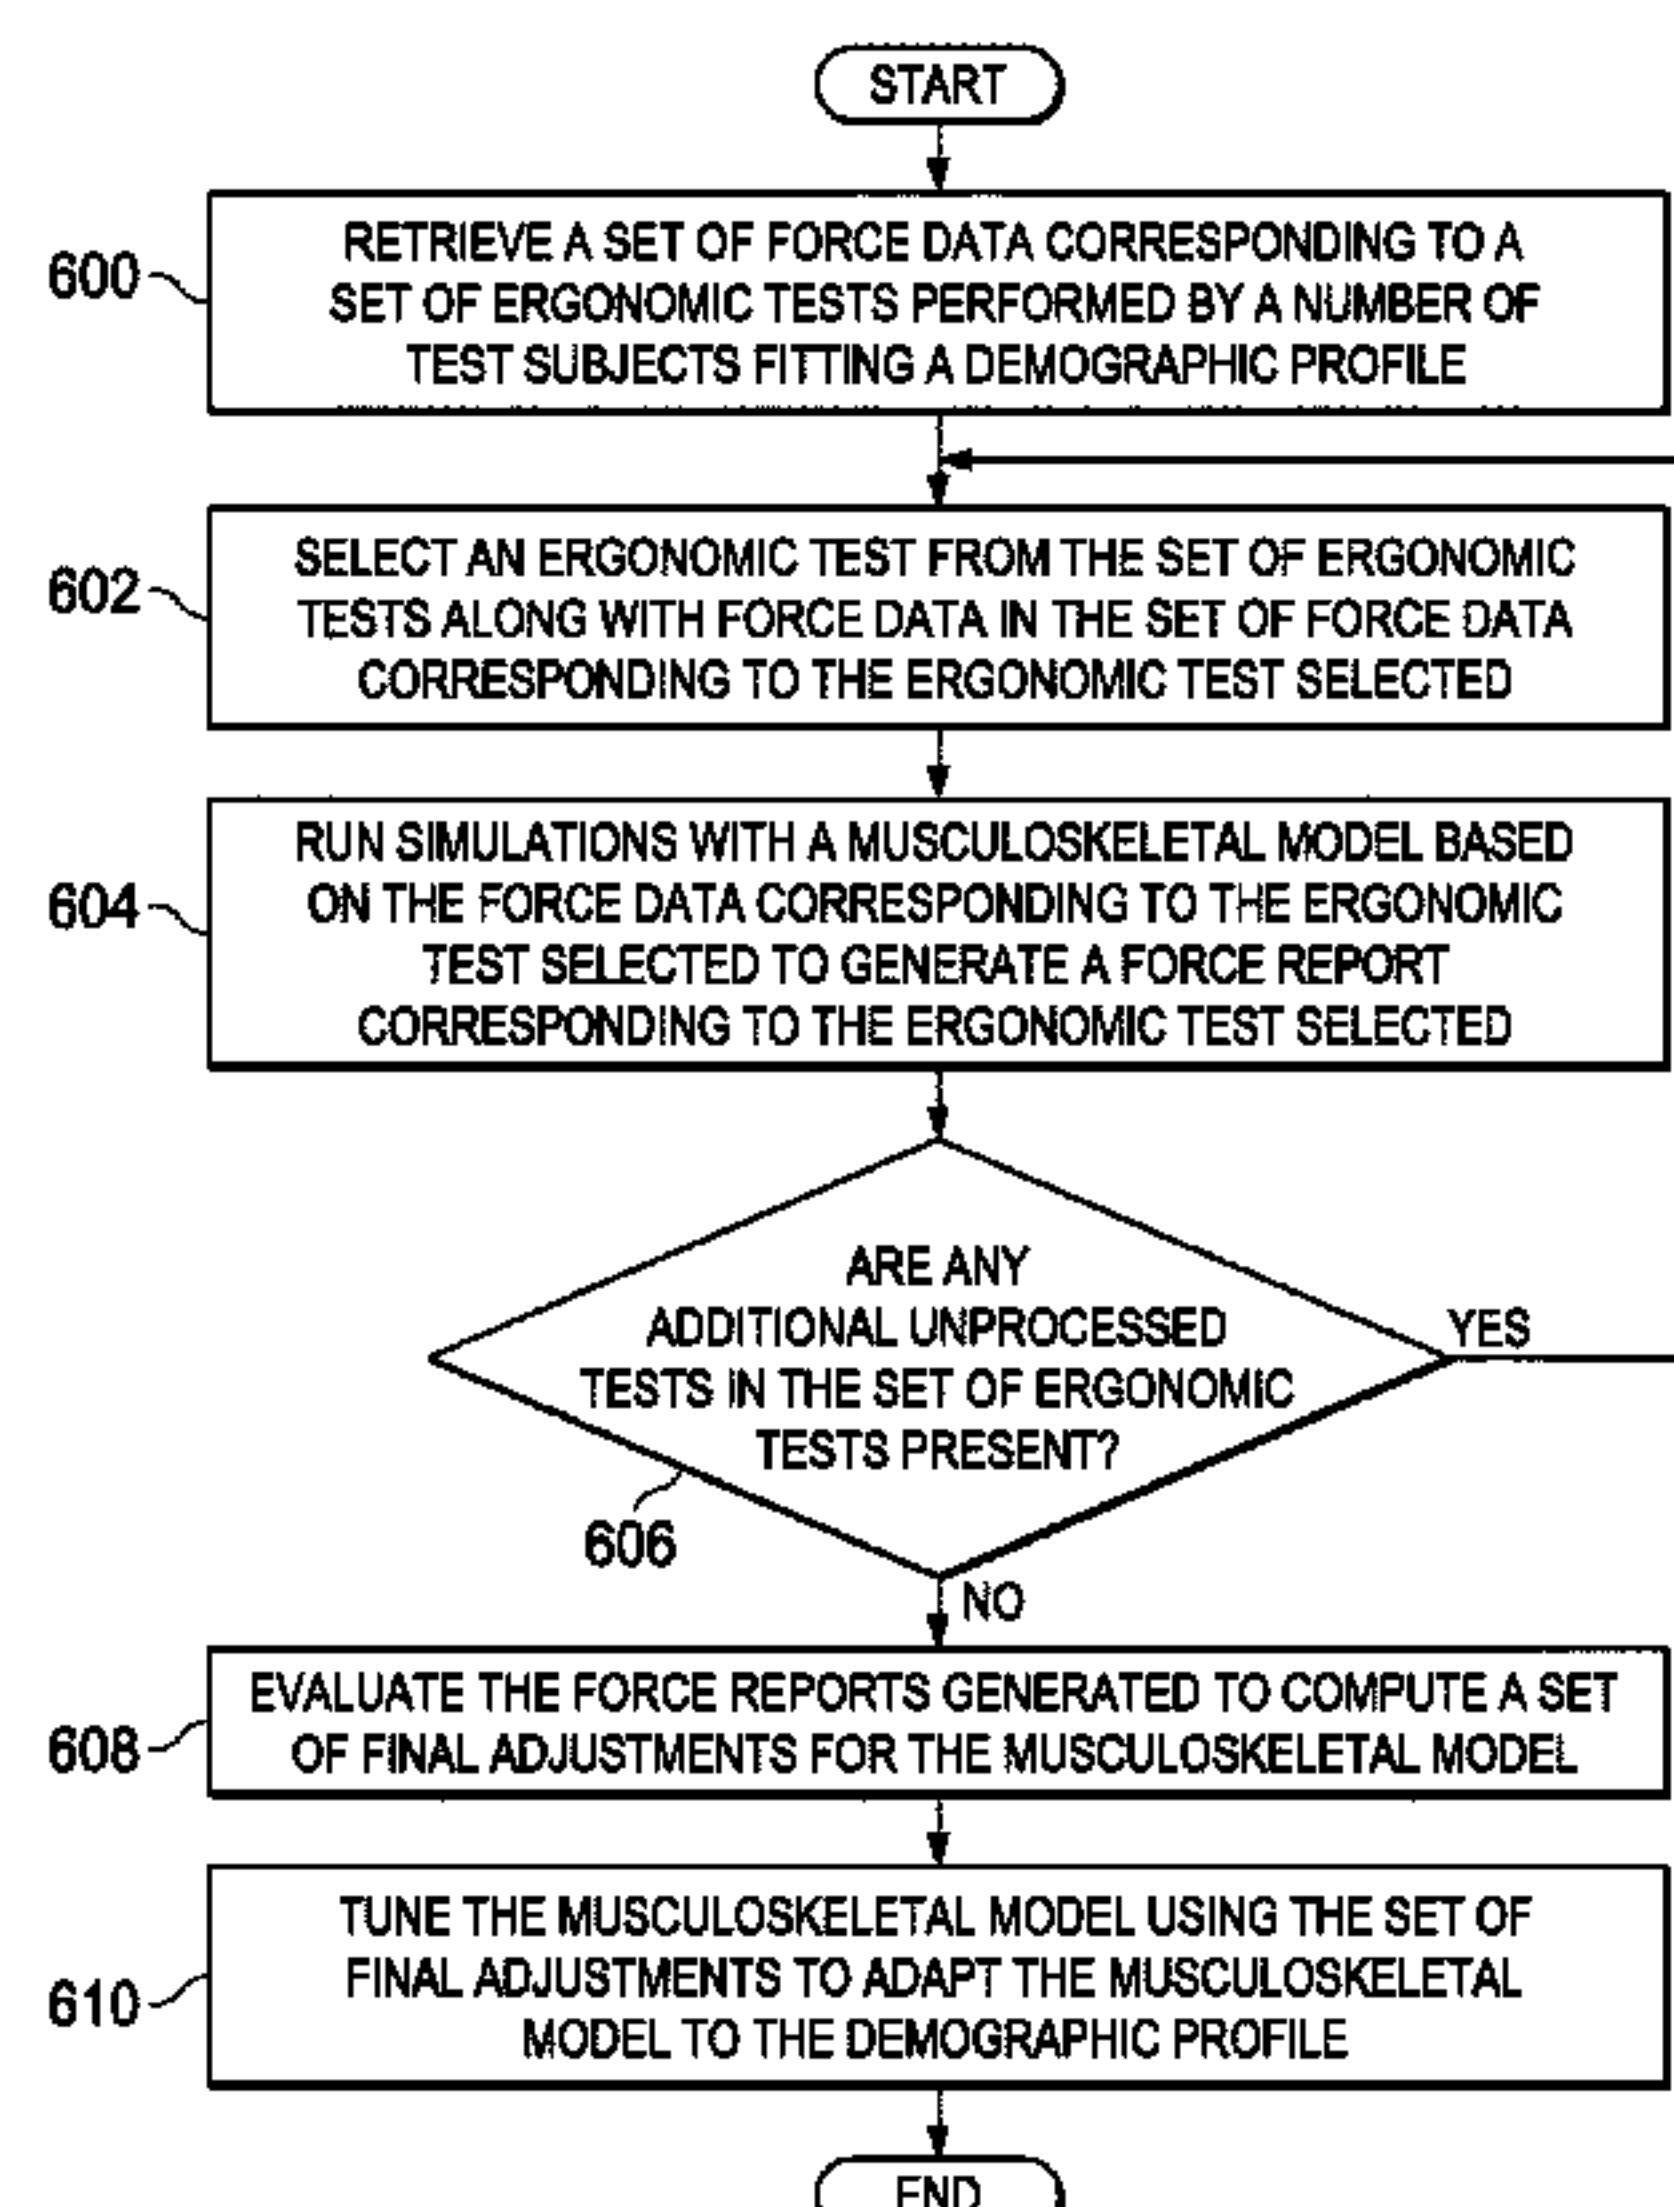 START
600
RETRIEVE A SET OF FORCE DATA CORRESPONDING TO A
SET OF ERGONOMIC TESTS PERFORMED BY A NUMBER OF
TEST SUBJECTS FITTING A DEMOGRAPHIC PROFILE
602
SELECT AN ERGONOMIC TEST FROM THE SET OF ERGONOMIC
TESTS ALONG WITH FORCE DATA IN THE SET OF FORCE DATA
CORRESPONDING TO THE ERGONOMIC TEST SELECTED
604
RUN SIMULATIONS WITH A MUSCULOSKELETAL MODEL BASED
ON THE FORCE DATA CORRESPONDING TO THE ERGONOMIC
TEST SELECTED TO GENERATE A FORCE REPORT
CORRESPONDING TO THE ERGONOMIC TEST SELECTED
ARE ANY
ADDITIONAL UNPROCESSED
TESTS IN THE SET OF ERGONOMIC
TESTS PRESENT?
YES
606
NO
608
EVALUATE THE FORCE REPORTS GENERATED TO COMPUTE A SET
OF FINAL ADJUSTMENTS FOR THE MUSCULOSKELETAL MODEL
610
TUNE THE MUSCULOSKELETAL MODEL USING THE SET OF
FINAL ADJUSTMENTS TO ADAPT THE MUSCULOSKELETAL
MODEL TO THE DEMOGRAPHIC PROFILE
END